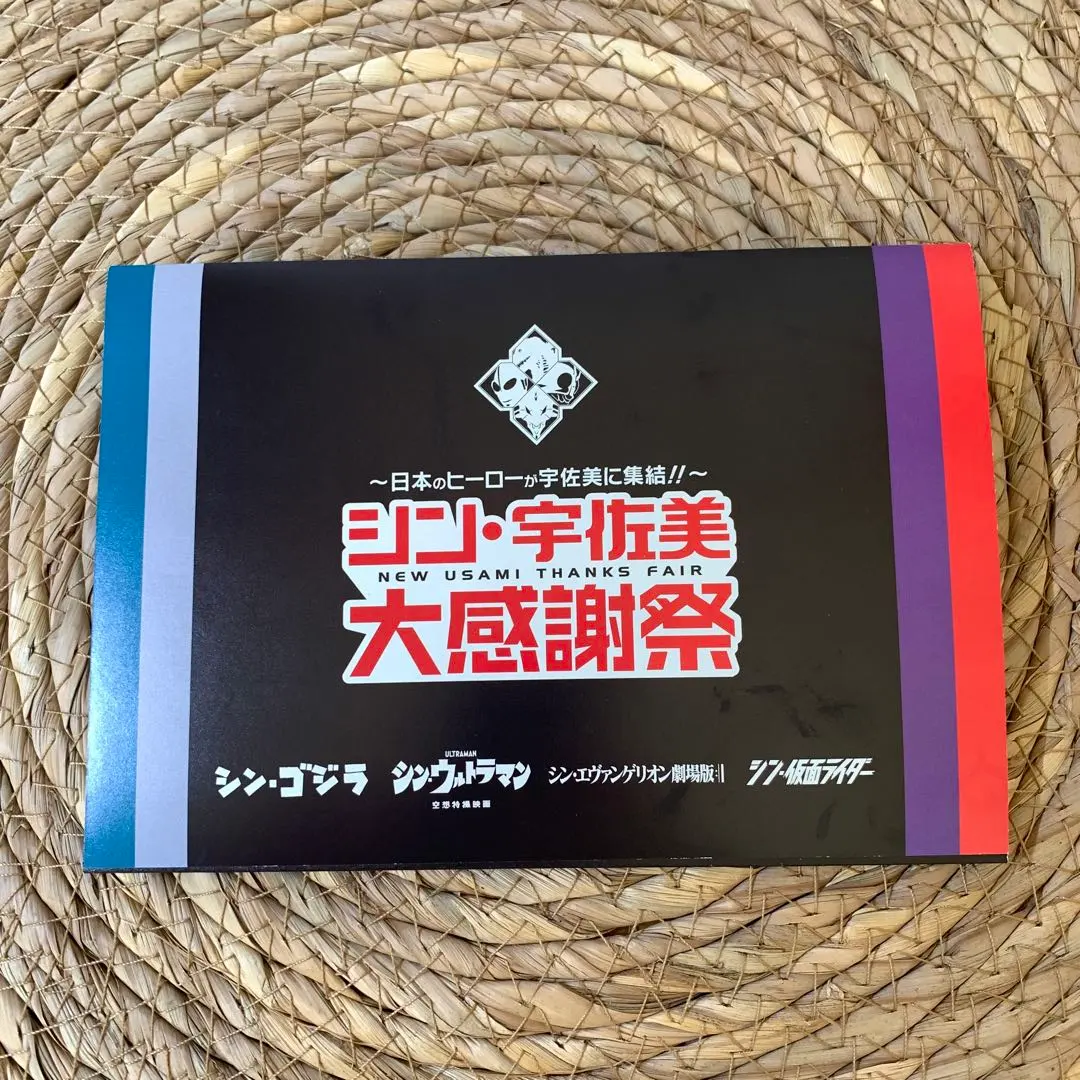 ～日本のヒーローが宇佐美に集結!!～
シン・宇佐美
NEW USAMI THANKS FAIR
大感謝祭
シン・ゴジラ
ULTRAMAN
シン・ウルトラマン
空想特撮映画
シン・エヴァンゲリオン劇場版:||
シン・仮面ライダー